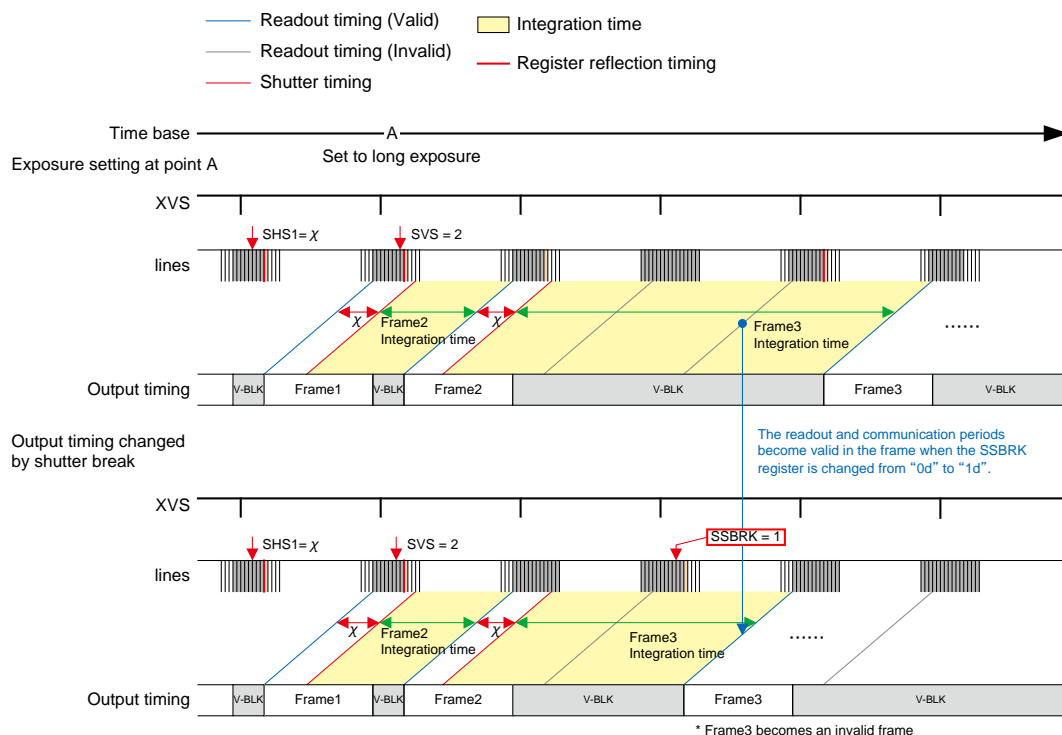 Readout timing (Valid)
Integration time
Readout timing (Invalid)
Register reflection timing
Shutter timing
Time base
A
Exposure setting at point A
Set to long exposure
XVS
SHS1= χ
SVS = 2
lines
χ
Frame2
Integration time
χ
Frame3
Integration time
......
Output timing
V-BLK
Frame1
V-BLK
Frame2
V-BLK
Frame3
V-BLK
Output timing changed
by shutter break
The readout and communication periods
become valid in the frame when the SSBRK
register is changed from “0d” to “1d”.
XVS
SHS1= χ
SVS = 2
SSBRK = 1
lines
χ
Frame2
Integration time
χ
Frame3
Integration time
......
Output timing
V-BLK
Frame1
V-BLK
Frame2
V-BLK
Frame3
V-BLK
* Frame3 becomes an invalid frame